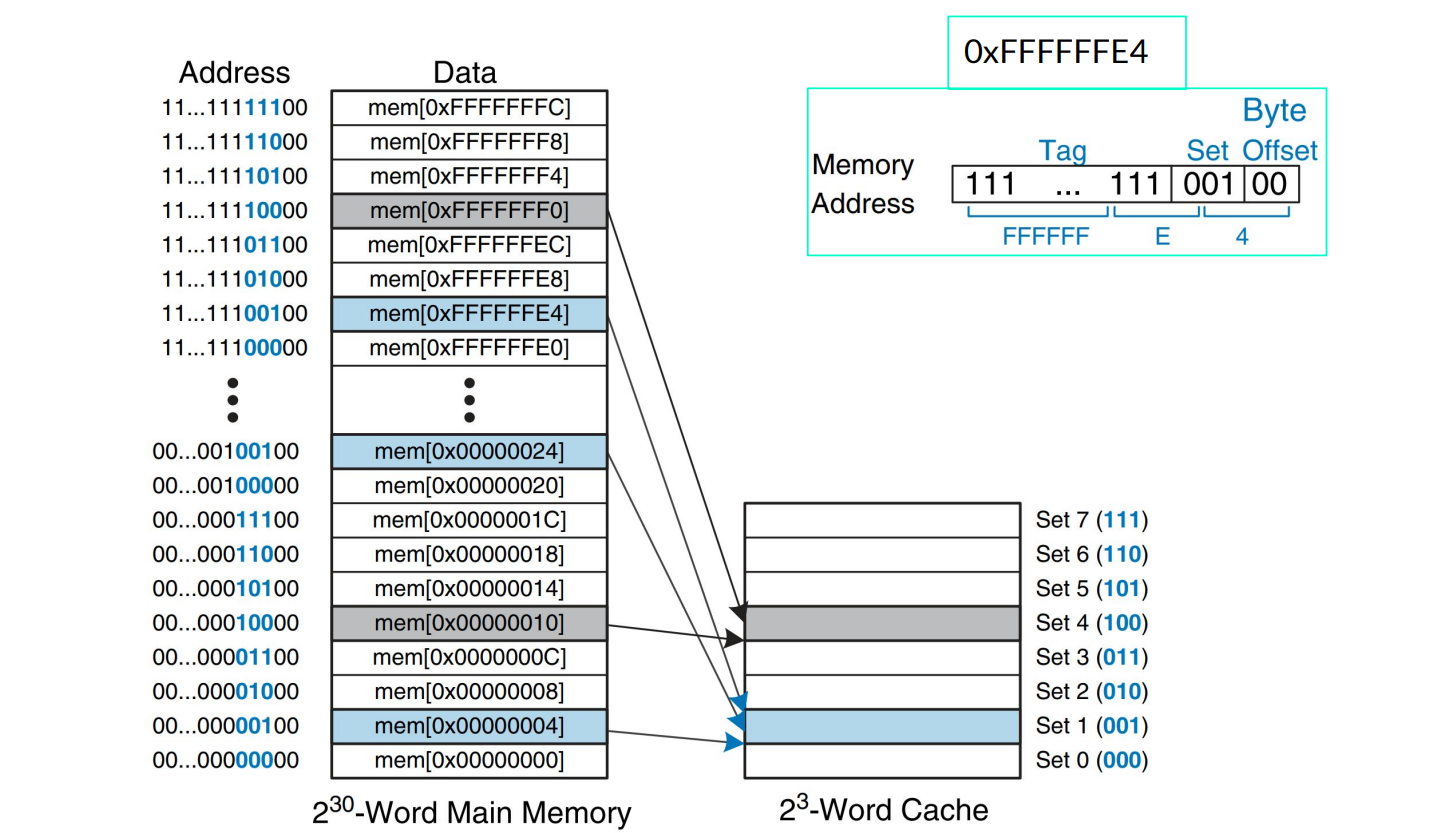 0xFFFFFFE4
Byte
Tag Set Offset
Memory
Address
111 ... 111 001 00
FFFFFF E 4
Address Data
11...11111100 mem[0xFFFFFFFC]
11...11111000 mem[0xFFFFFFF8]
11...11110100 mem[0xFFFFFFF4]
11...11110000 mem[0xFFFFFFF0]
11...11101100 mem[0xFFFFFFEC]
11...11101000 mem[0xFFFFFFE8]
11...11100100 mem[0xFFFFFFE4]
11...11100000 mem[0xFFFFFFE0]
00...00100100 mem[0x00000024]
00...00100000 mem[0x00000020]
00...00011100 mem[0x0000001C]
00...00011000 mem[0x00000018]
00...00010100 mem[0x00000014]
00...00010000 mem[0x00000010]
00...00001100 mem[0x0000000C]
00...00001000 mem[0x00000008]
00...00000100 mem[0x00000004]
00...00000000 mem[0x00000000]
2³⁰-Word Main Memory
Set 7 (111)
Set 6 (110)
Set 5 (101)
Set 4 (100)
Set 3 (011)
Set 2 (010)
Set 1 (001)
Set 0 (000)
2³-Word Cache